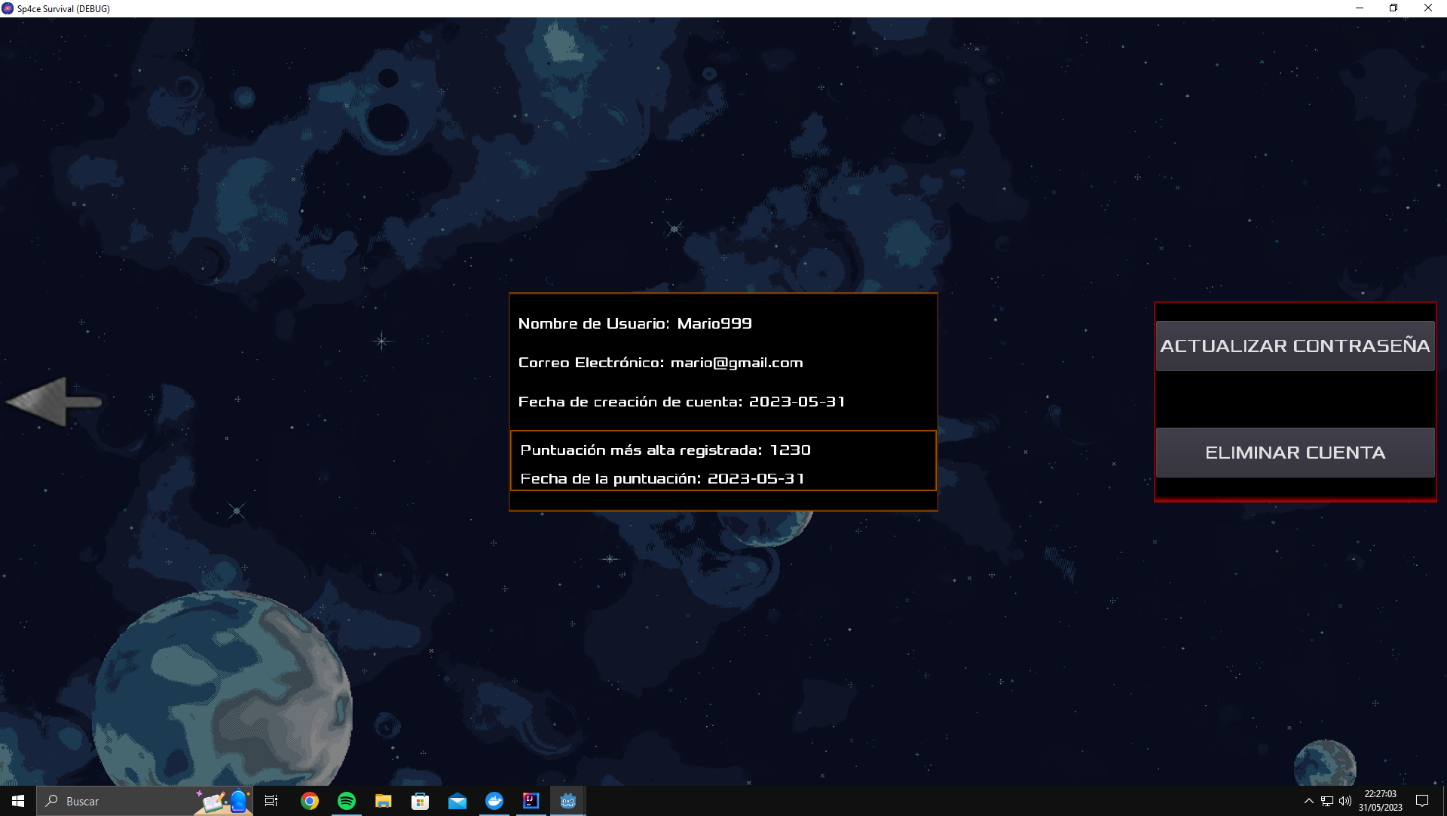 Sp4ce Survival (DEBUG)
Nombre de Usuario: Mario999
Correo Electrónico: mario@gmail.com
Fecha de creación de cuenta: 2023-05-31
Puntuación más alta registrada: 1230
Fecha de la puntuación: 2023-05-31
ACTUALIZAR CONTRASEÑA
ELIMINAR CUENTA
Buscar
22:27:03
31/05/2023